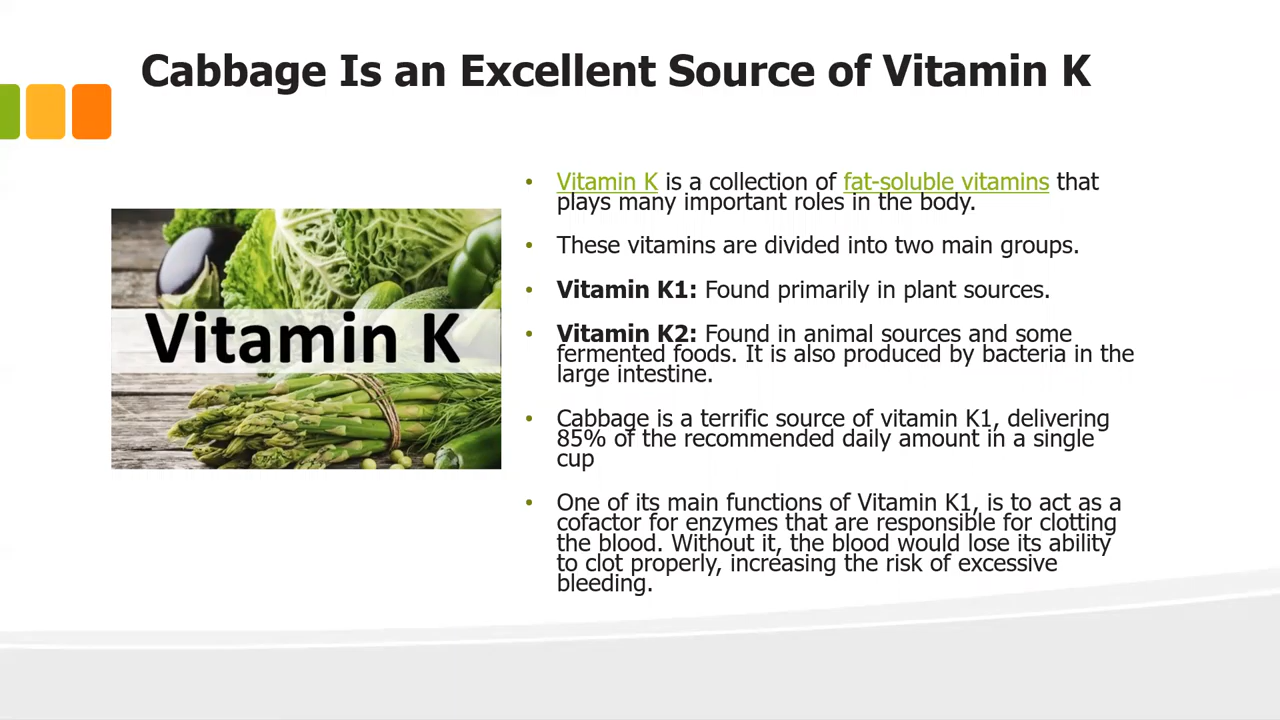 Cabbage Is an Excellent Source of Vitamin K
Vitamin K
• Vitamin K is a collection of fat-soluble vitamins that
plays many important roles in the body.
• These vitamins are divided into two main groups.
• Vitamin K1: Found primarily in plant sources.
• Vitamin K2: Found in animal sources and some
fermented foods. It is also produced by bacteria in the
large intestine.
• Cabbage is a terrific source of vitamin K1, delivering
85% of the recommended daily amount in a single
cup
• One of its main functions of Vitamin K1, is to act as a
cofactor for enzymes that are responsible for clotting
the blood. Without it, the blood would lose its ability
to clot properly, increasing the risk of excessive
bleeding.